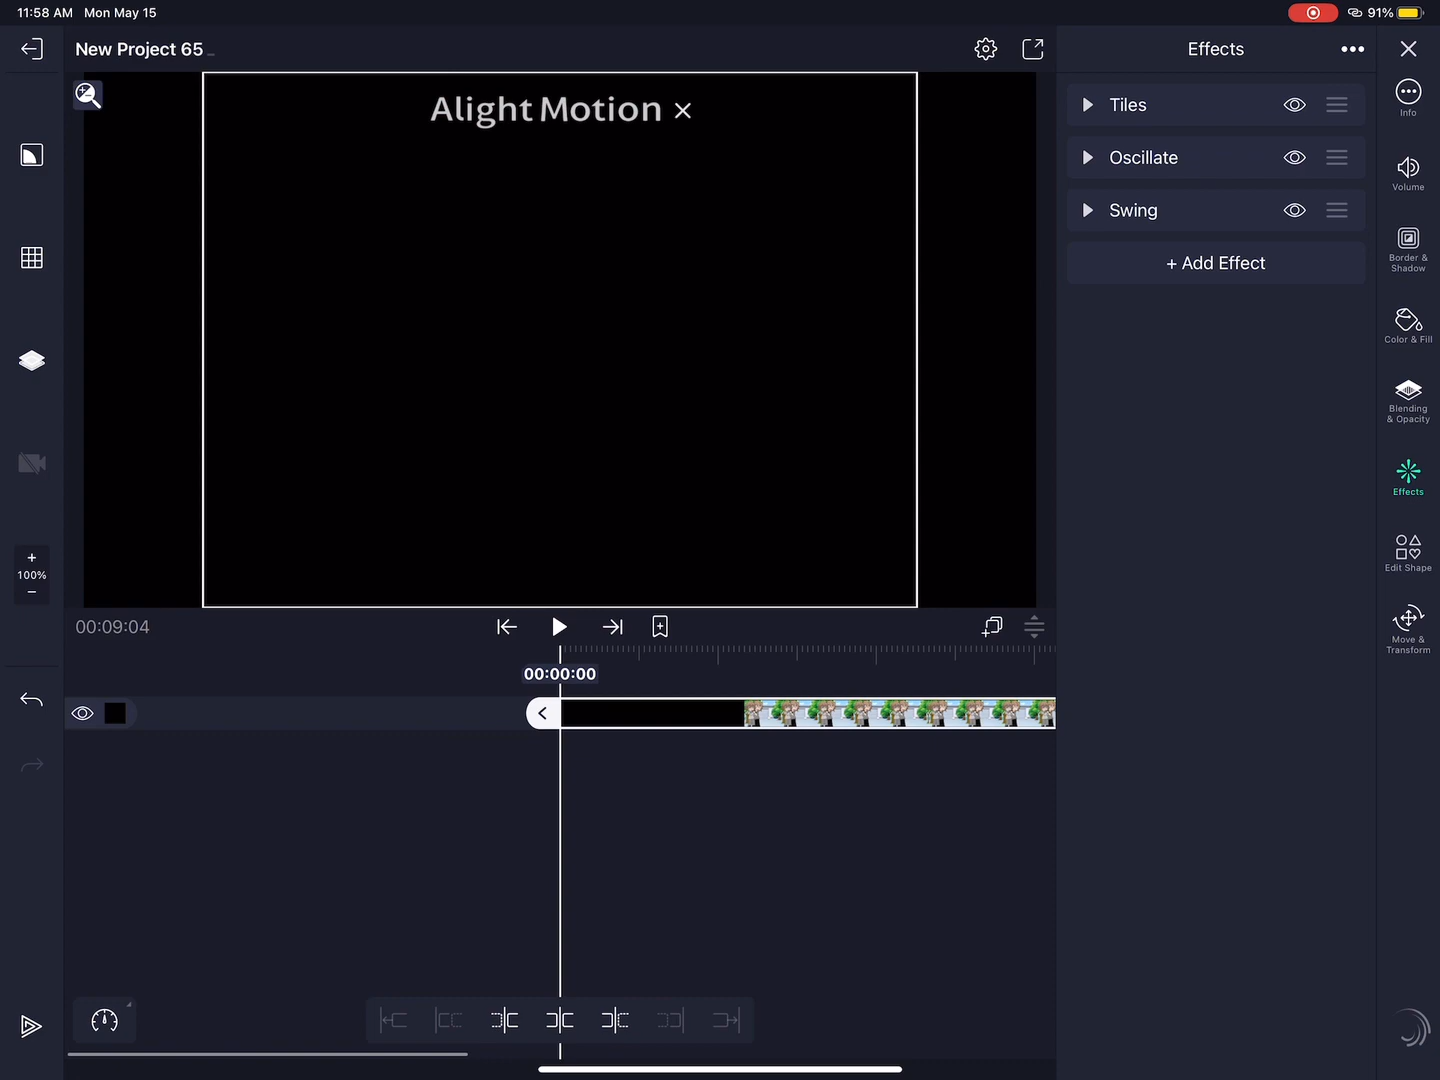 11:58 AM Mon May 15
91%
New Project 65
Effects
Alight Motion ×
Tiles
Oscillate
Swing
+ Add Effect
Info
Volume
Border &
Shadow
Color & Fill
Blending
& Opacity
Effects
Edit Shape
Move &
Transform
+
100%
−
00:09:04
00:00:00